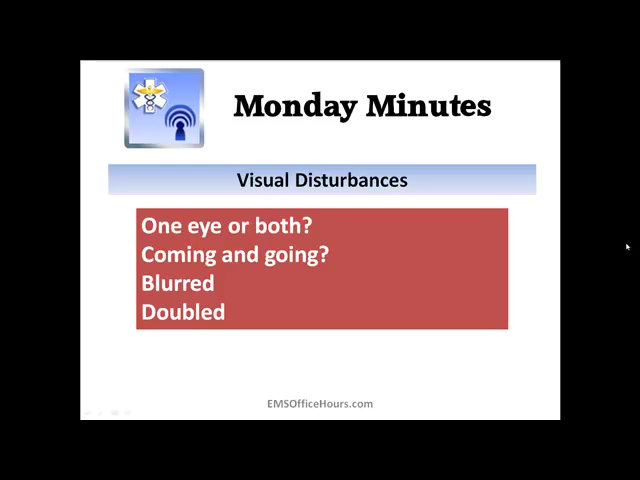 Monday Minutes
Visual Disturbances
One eye or both?
Coming and going?
Blurred
Doubled
EMSOfficeHours.com